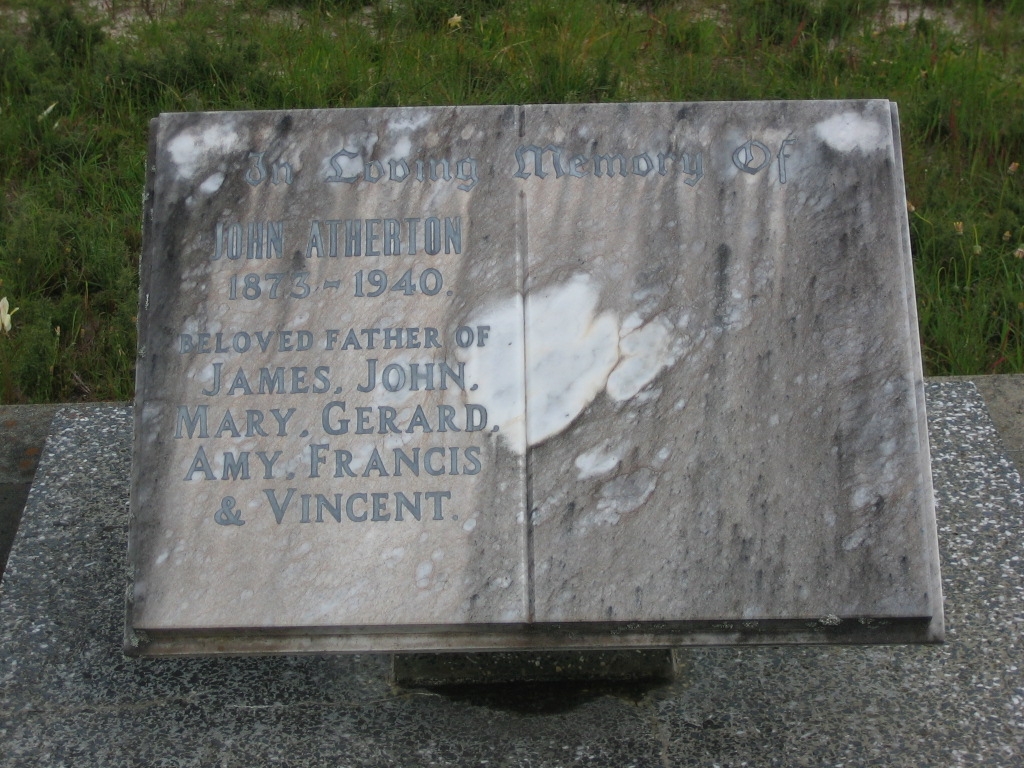 In Loving Memory Of
JOHN ATHERTON
1873 - 1940.
BELOVED FATHER OF
JAMES, JOHN,
MARY, GERARD,
AMY, FRANCIS
& VINCENT.